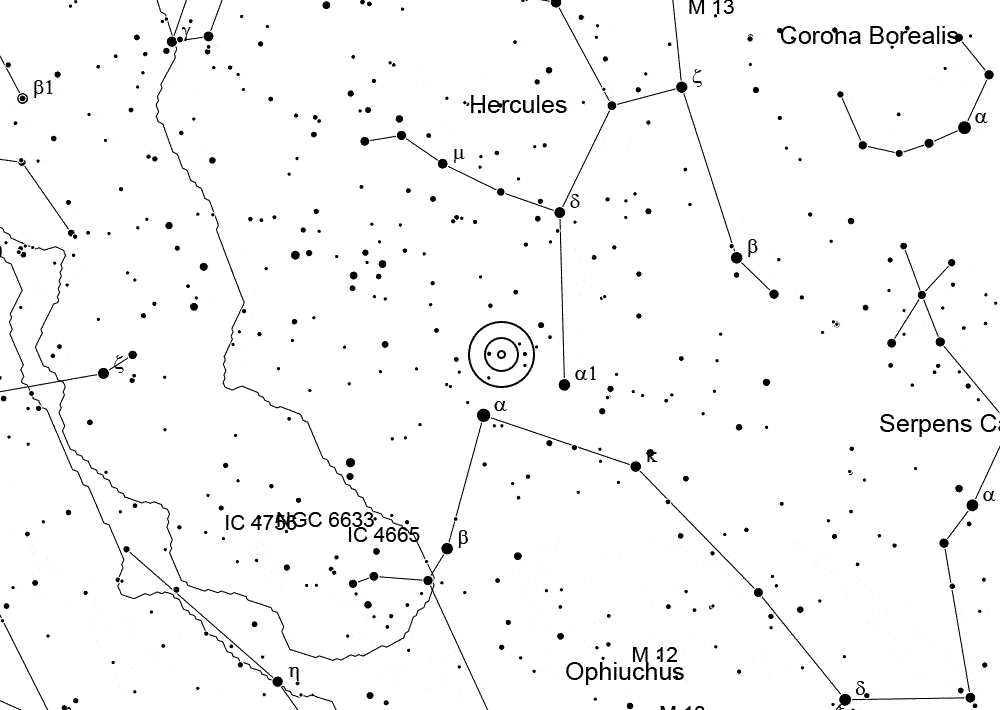 M 13
γ
Corona Borealis
β1
ζ
Hercules
α
μ
δ
β
ζ
α1
α
Serpens Ca
κ
α
IC 4756
NGC 6633
IC 4665
β
M 12
Ophiuchus
η
δ